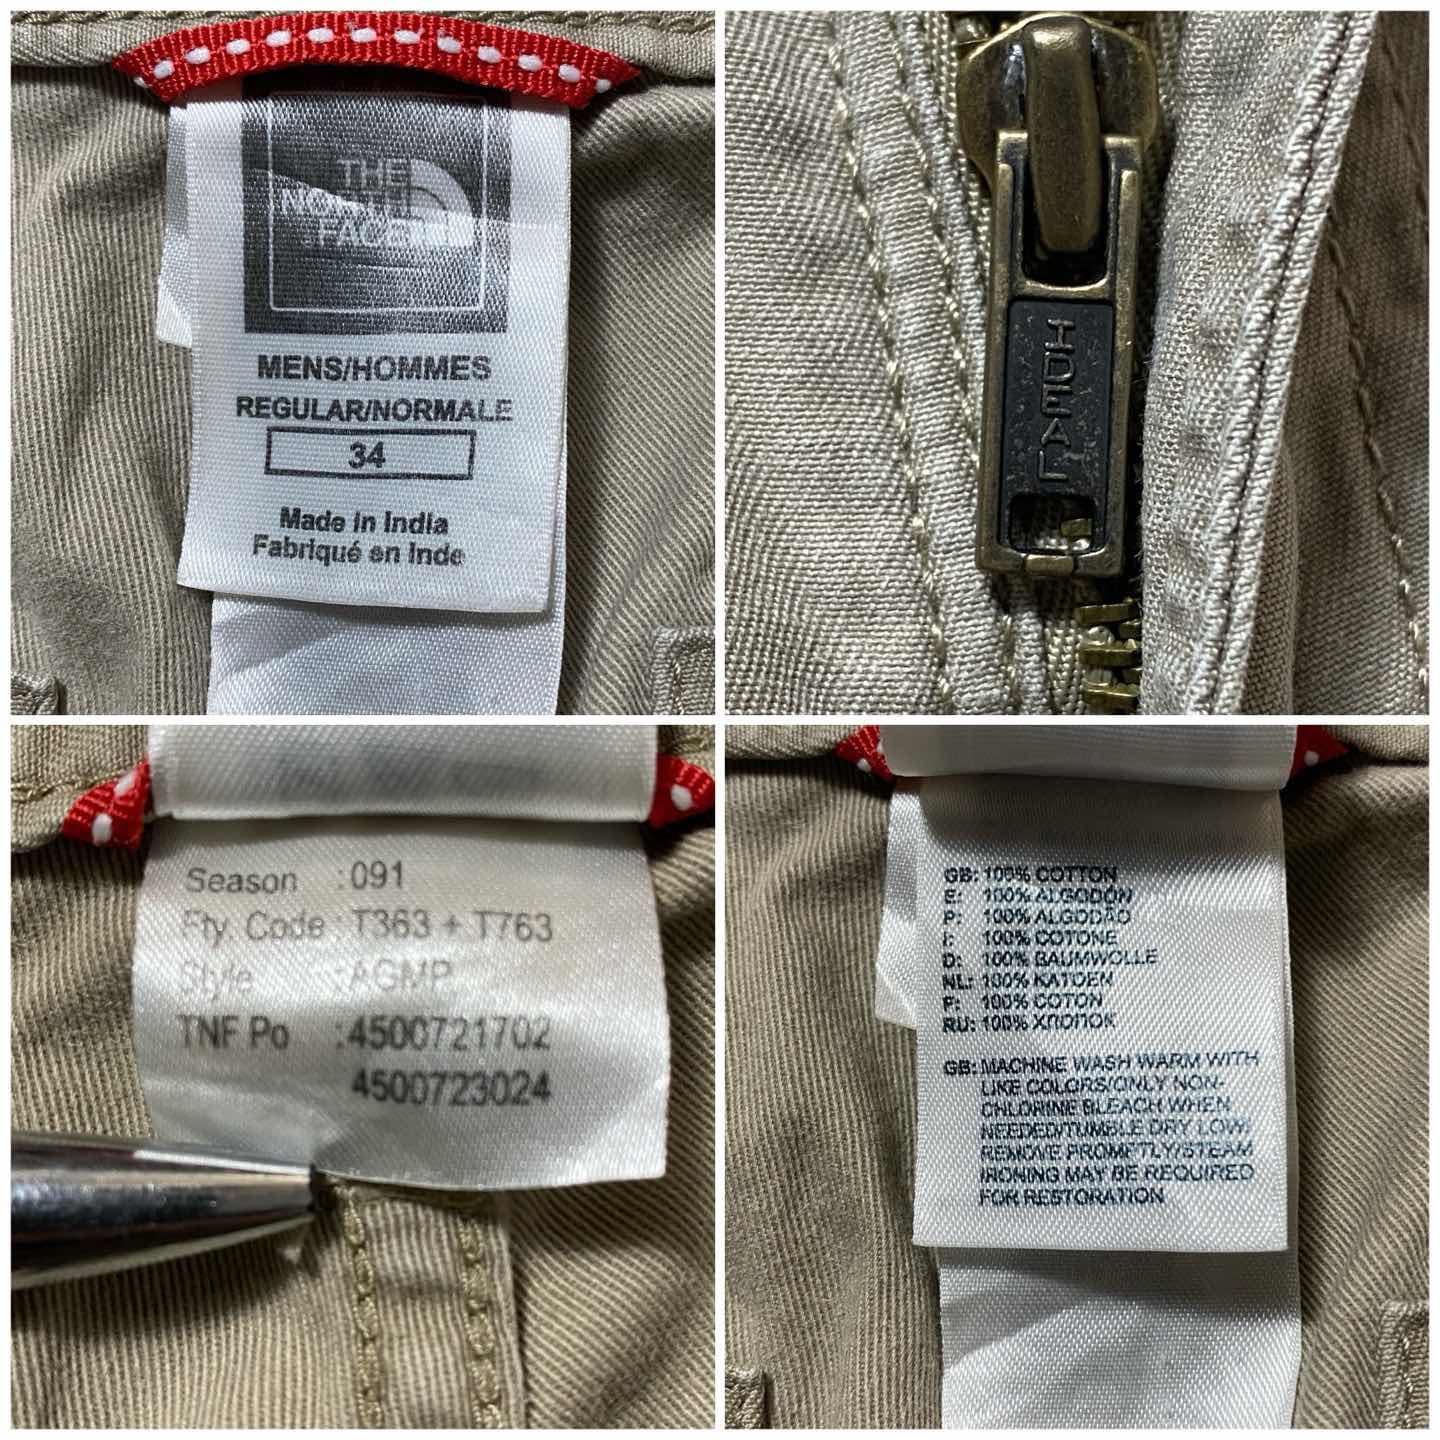 THE
NORTH
FACE
MENS/HOMMES
REGULAR/NORMALE
34
Made in India
Fabriqué en Inde
IDEAL
Season :091
Fty. Code :T363 + T763
Style :AGMP
TNF Po :4500721702
4500723024
GB: 100% COTTON
E: 100% ALGODÓN
P: 100% ALGODÃO
I: 100% COTONE
D: 100% BAUMWOLLE
NL: 100% KATOEN
F: 100% COTON
RU: 100% ХЛОПОК
GB: MACHINE WASH WARM WITH
LIKE COLORS/ONLY NON-
CHLORINE BLEACH WHEN
NEEDED/TUMBLE DRY LOW/
REMOVE PROMPTLY/STEAM
IRONING MAY BE REQUIRED
FOR RESTORATION